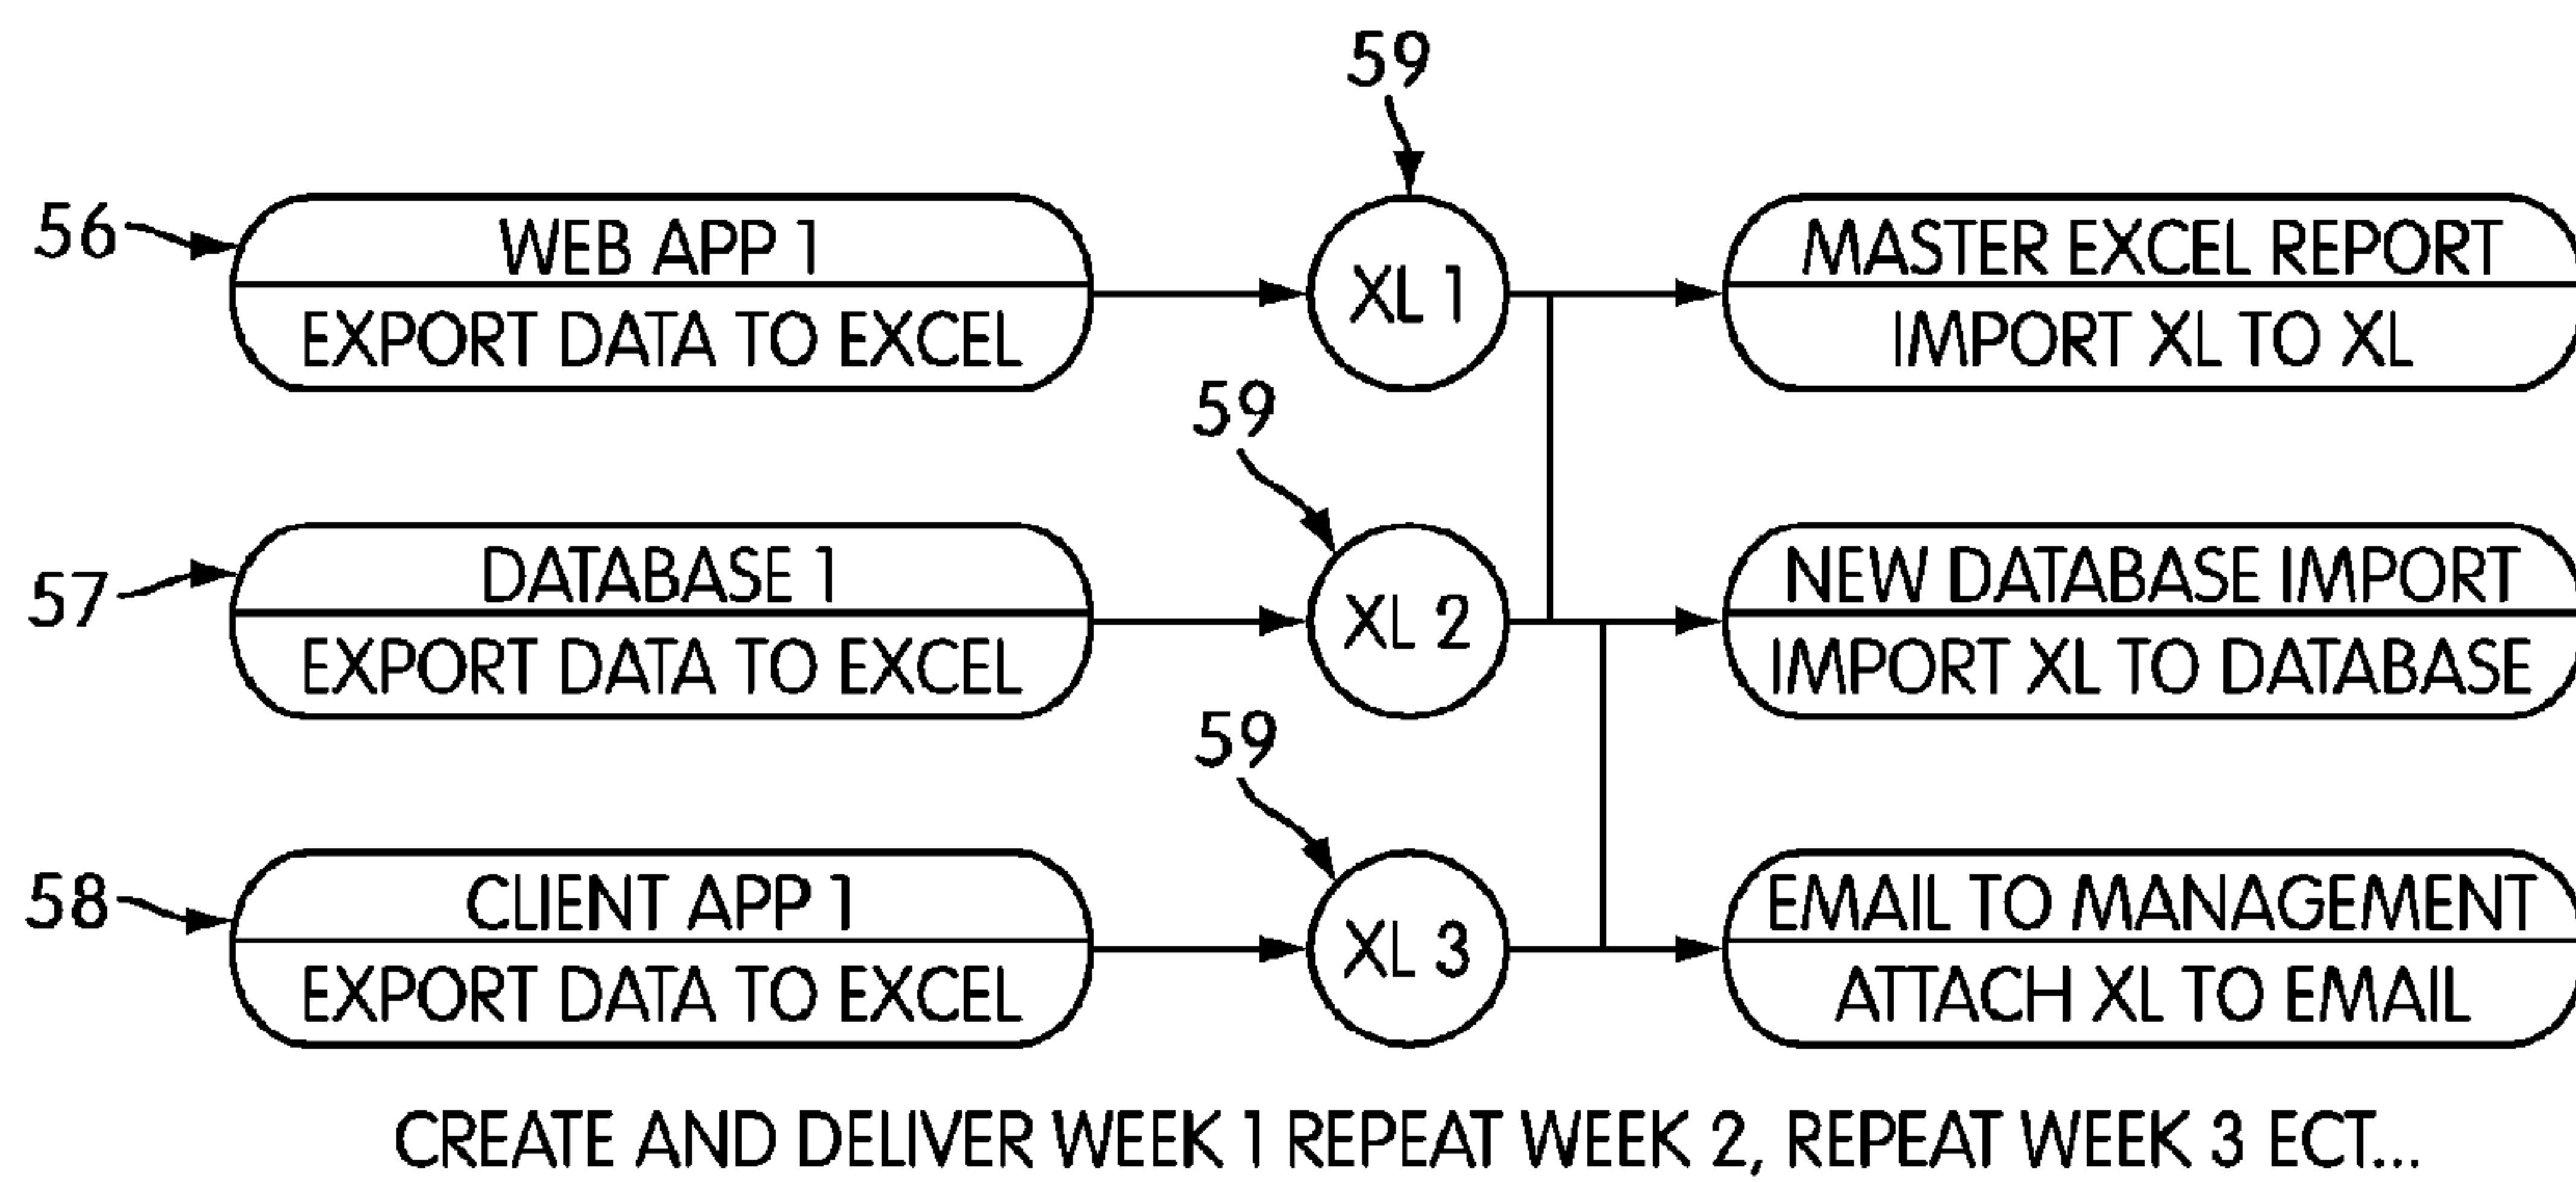 59
56
WEB APP 1
EXPORT DATA TO EXCEL
XL 1
MASTER EXCEL REPORT
IMPORT XL TO XL
59
57
DATABASE 1
EXPORT DATA TO EXCEL
XL 2
NEW DATABASE IMPORT
IMPORT XL TO DATABASE
59
58
CLIENT APP 1
EXPORT DATA TO EXCEL
XL 3
EMAIL TO MANAGEMENT
ATTACH XL TO EMAIL
CREATE AND DELIVER WEEK 1 REPEAT WEEK 2, REPEAT WEEK 3 ECT...